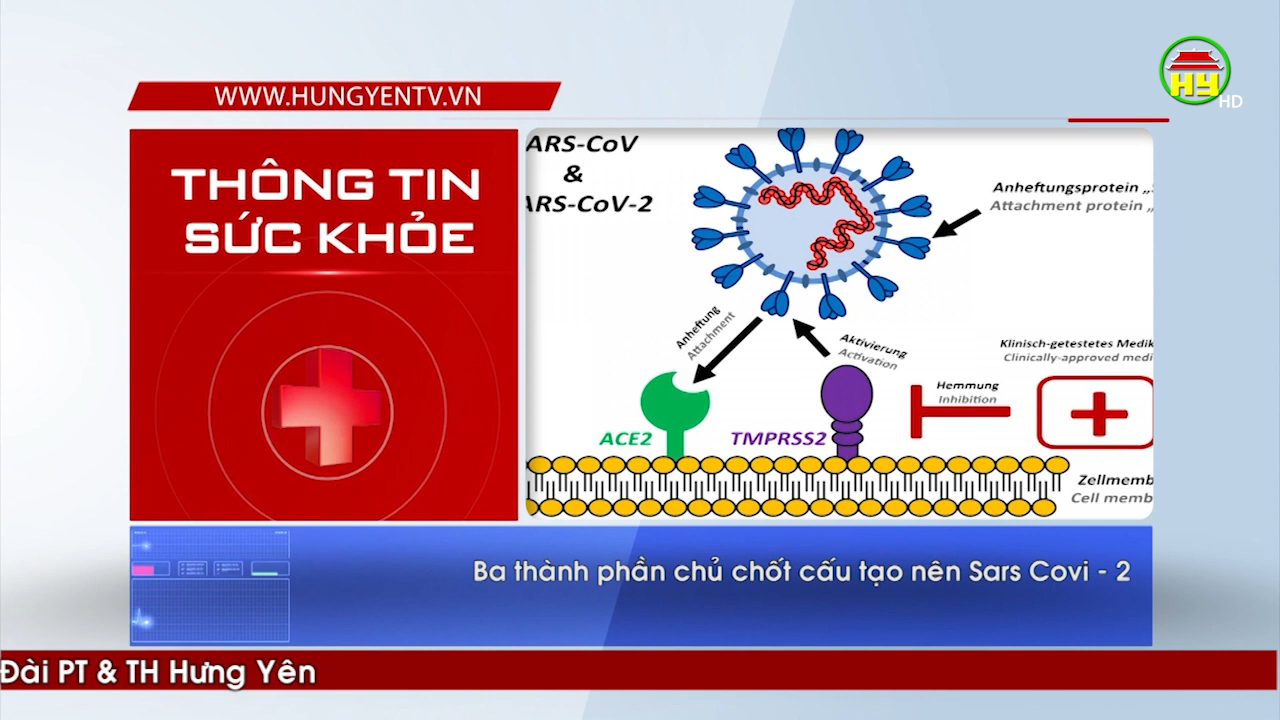 WWW.HUNGYENTV.VN
HY
HD
THÔNG TIN
SỨC KHỎE
ARS-CoV
&
ARS-CoV-2
Anheftungsprotein „
Attachment protein „
Anheftung
Attachment
Aktivierung
Activation
Klinisch-getestetes Medik
Clinically-approved medi
Hemmung
Inhibition
ACE2
TMPRSS2
Zellmemb
Cell memb
Ba thành phần chủ chốt cấu tạo nên Sars Covi - 2
Đài PT & TH Hưng Yên